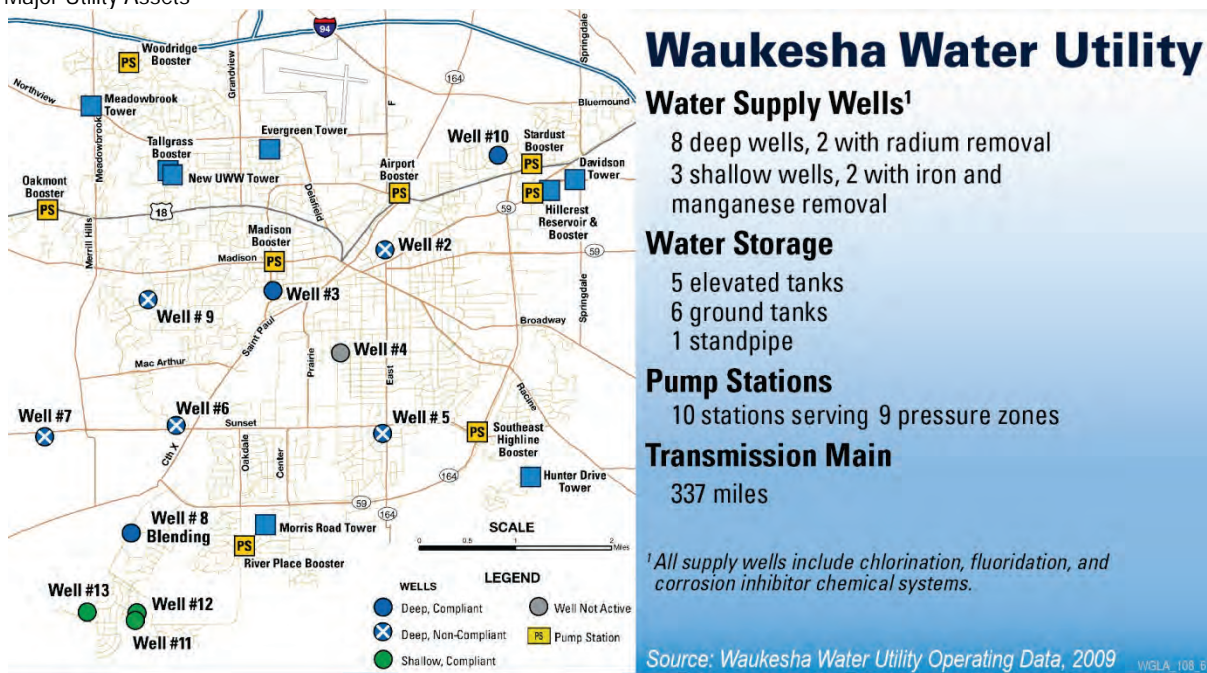 Major Utility Assets
94
Woodridge
Booster
PS
Grandview
Springdale
164
F
Northview
Meadowbrook
Tower
Meadowbrook
Bluemound
Evergreen Tower
Well #10
Stardust
Booster
PS
Tallgrass
Booster
New UWW Tower
Davidson
Tower
Airport
Booster
PS
Delafield
Oakmont
Booster
PS
18
PS
59
Hillcrest
Reservoir &
Booster
Merrill Hills
Madison
Booster
PS
Madison
Well #2
59
Well #3
Well # 9
Saint Paul
Springdale
Broadway
Prairie
Well #4
Mac Arthur
East
Racine
Well #7
Well #6
Sunset
Well # 5
PS
Southeast
Highline
Booster
Cth X
Oakdale
Center
164
Hunter Drive
Tower
59
164
Well # 8
Blending
Morris Road Tower
PS
River Place Booster
SCALE
0 0.5 1 2
Miles
Well #13
Well #12
Well #11
LEGEND
WELLS
Deep, Compliant
Well Not Active
Deep, Non-Compliant
PS Pump Station
Shallow, Compliant
Waukesha Water Utility
Water Supply Wells¹
8 deep wells, 2 with radium removal
3 shallow wells, 2 with iron and
manganese removal
Water Storage
5 elevated tanks
6 ground tanks
1 standpipe
Pump Stations
10 stations serving 9 pressure zones
Transmission Main
337 miles
¹ All supply wells include chlorination, fluoridation, and
corrosion inhibitor chemical systems.
Source: Waukesha Water Utility Operating Data, 2009
WGLA_108_6